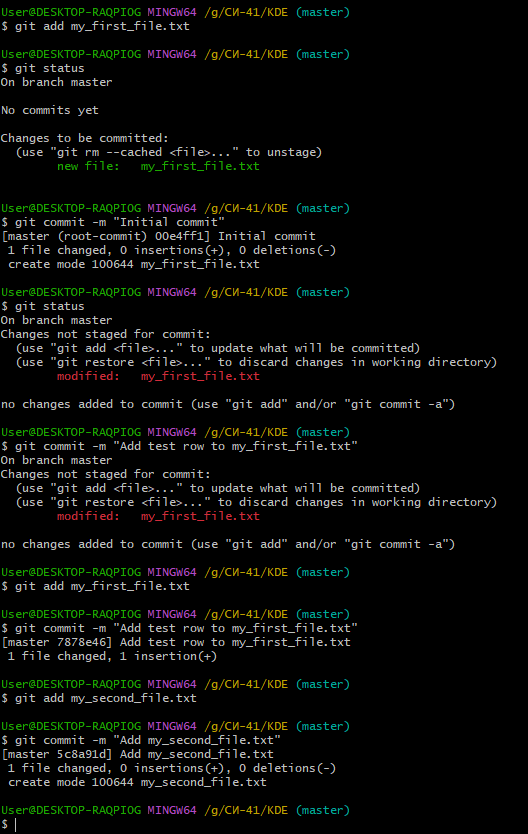 User@DESKTOP-RAQPIOG MINGW64 /g/СИ-41/KDE (master)
$ git add my_first_file.txt

User@DESKTOP-RAQPIOG MINGW64 /g/СИ-41/KDE (master)
$ git status
On branch master

No commits yet

Changes to be committed:
  (use "git rm --cached <file>..." to unstage)
        new file:   my_first_file.txt


User@DESKTOP-RAQPIOG MINGW64 /g/СИ-41/KDE (master)
$ git commit -m "Initial commit"
[master (root-commit) 00e4ff1] Initial commit
 1 file changed, 0 insertions(+), 0 deletions(-)
 create mode 100644 my_first_file.txt

User@DESKTOP-RAQPIOG MINGW64 /g/СИ-41/KDE (master)
$ git status
On branch master
Changes not staged for commit:
  (use "git add <file>..." to update what will be committed)
  (use "git restore <file>..." to discard changes in working directory)
        modified:   my_first_file.txt

no changes added to commit (use "git add" and/or "git commit -a")

User@DESKTOP-RAQPIOG MINGW64 /g/СИ-41/KDE (master)
$ git commit -m "Add test row to my_first_file.txt"
On branch master
Changes not staged for commit:
  (use "git add <file>..." to update what will be committed)
  (use "git restore <file>..." to discard changes in working directory)
        modified:   my_first_file.txt

no changes added to commit (use "git add" and/or "git commit -a")

User@DESKTOP-RAQPIOG MINGW64 /g/СИ-41/KDE (master)
$ git add my_first_file.txt

User@DESKTOP-RAQPIOG MINGW64 /g/СИ-41/KDE (master)
$ git commit -m "Add test row to my_first_file.txt"
[master 7878e46] Add test row to my_first_file.txt
 1 file changed, 1 insertion(+)

User@DESKTOP-RAQPIOG MINGW64 /g/СИ-41/KDE (master)
$ git add my_second_file.txt

User@DESKTOP-RAQPIOG MINGW64 /g/СИ-41/KDE (master)
$ git commit -m "Add my_second_file.txt"
[master 5c8a91d] Add my_second_file.txt
 1 file changed, 0 insertions(+), 0 deletions(-)
 create mode 100644 my_second_file.txt

User@DESKTOP-RAQPIOG MINGW64 /g/СИ-41/KDE (master)
$